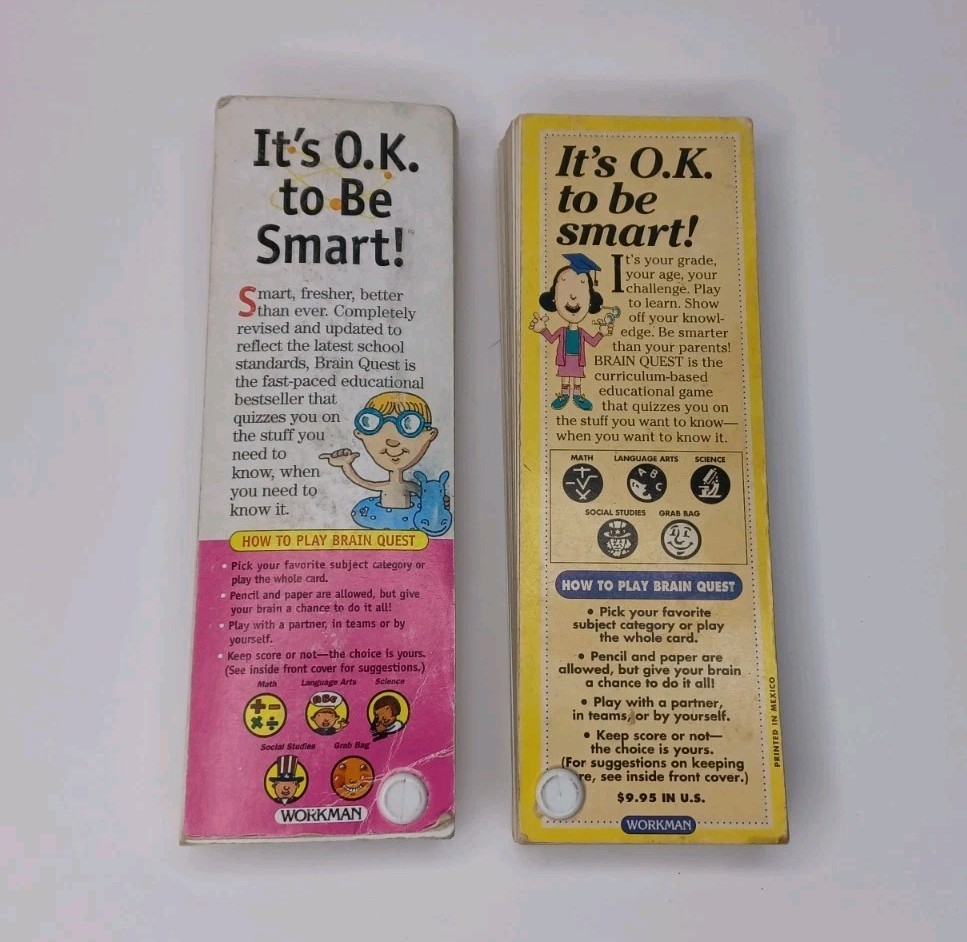 It's O.K.
to Be
Smart!™
Smart, fresher, better
than ever. Completely
revised and updated to
reflect the latest school
standards, Brain Quest is
the fast-paced educational
bestseller that
quizzes you on
the stuff you
need to
know, when
you need to
know it.
HOW TO PLAY BRAIN QUEST
• Pick your favorite subject category or
play the whole card.
• Pencil and paper are allowed, but give
your brain a chance to do it all!
• Play with a partner, in teams or by
yourself.
• Keep score or not—the choice is yours.
(See inside front cover for suggestions.)
Math Language Arts Science
ABC
Social Studies Grab Bag
WORKMAN
It's O.K.
to be
smart!
It's your grade,
your age, your
challenge. Play
to learn. Show
off your knowl-
edge. Be smarter
than your parents!
BRAIN QUEST is the
curriculum-based
educational game
that quizzes you on
the stuff you want to know—
when you want to know it.
MATH LANGUAGE ARTS SCIENCE
A B C
SOCIAL STUDIES GRAB BAG
HOW TO PLAY BRAIN QUEST
• Pick your favorite
subject category or play
the whole card.
• Pencil and paper are
allowed, but give your brain
a chance to do it all!
• Play with a partner,
in teams, or by yourself.
• Keep score or not—
the choice is yours.
(For suggestions on keeping
re, see inside front cover.)
$9.95 IN U.S.
WORKMAN
PRINTED IN MEXICO